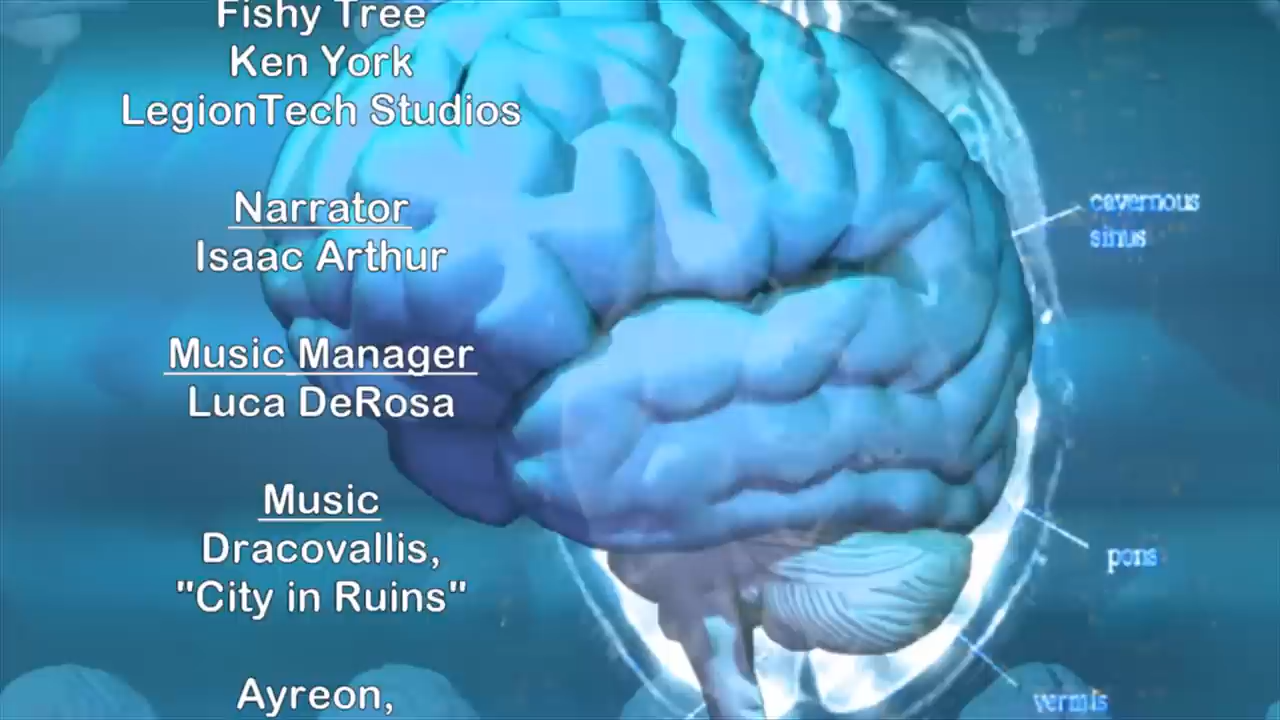 Fishy Tree
Ken York
LegionTech Studios
Narrator
Isaac Arthur
Music Manager
Luca DeRosa
Music
Dracovallis,
"City in Ruins"
Ayreon,
cavernous
sinus
pons
vermis